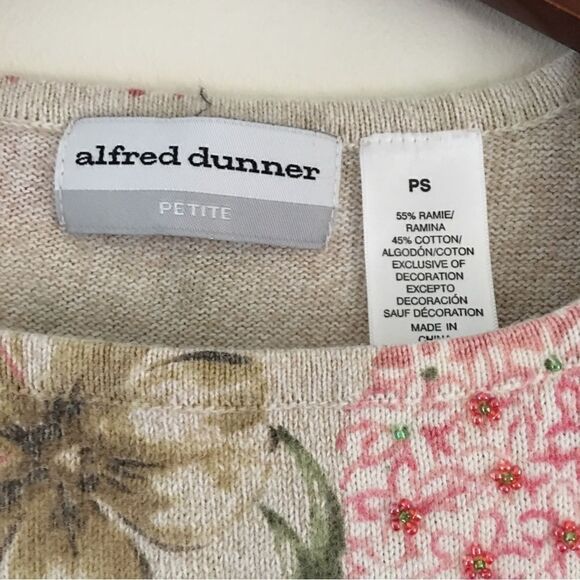 alfred dunner
PETITE
PS
55% RAMIE/
RAMINA
45% COTTON/
ALGODÓN/COTON
EXCLUSIVE OF
DECORATION
EXCEPTO
DECORACIÓN
SAUF DÉCORATION
MADE IN
CHINA